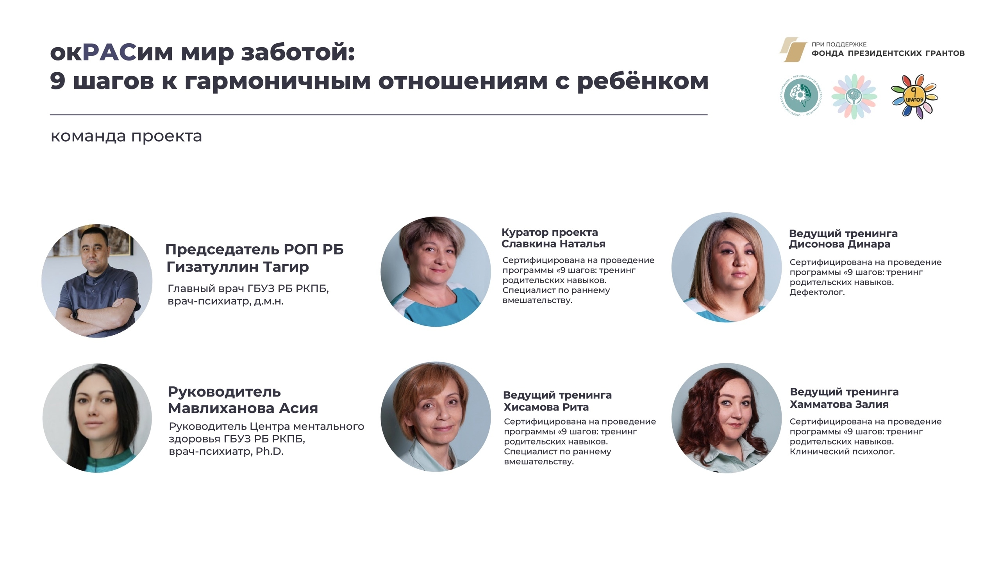 окРАСим мир заботой:
9 шагов к гармоничным отношениям с ребёнком
ПРИ ПОДДЕРЖКЕ
ФОНДА ПРЕЗИДЕНТСКИХ ГРАНТОВ
ОБЩЕСТВЕННАЯ ОРГАНИЗАЦИЯ • РЕГИОНАЛЬНОЕ ОБЩЕСТВО ПСИХИАТРОВ •
9
ШАГОВ
команда проекта
Председатель РОП РБ
Гизатуллин Тагир
Главный врач ГБУЗ РБ РКПБ,
врач-психиатр, д.м.н.
Куратор проекта
Славкина Наталья
Сертифицирована на проведение
программы «9 шагов: тренинг
родительских навыков.
Специалист по раннему
вмешательству.
Ведущий тренинга
Дисонова Динара
Сертифицирована на проведение
программы «9 шагов: тренинг
родительских навыков.
Дефектолог.
Руководитель
Мавлиханова Асия
Руководитель Центра ментального
здоровья ГБУЗ РБ РКПБ,
врач-психиатр, Ph.D.
Ведущий тренинга
Хисамова Рита
Сертифицирована на проведение
программы «9 шагов: тренинг
родительских навыков.
Специалист по раннему
вмешательству.
Ведущий тренинга
Хамматова Залия
Сертифицирована на проведение
программы «9 шагов: тренинг
родительских навыков.
Клинический психолог.